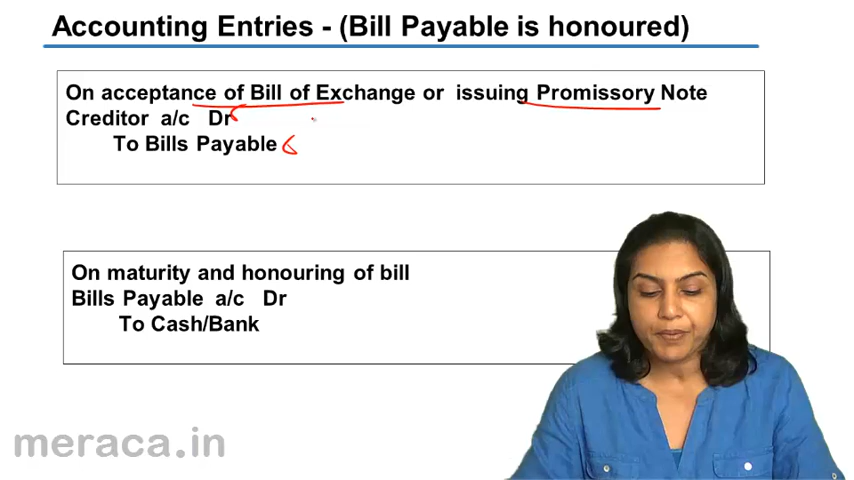 Accounting Entries - (Bill Payable is honoured)
On acceptance of Bill of Exchange or issuing Promissory Note
Creditor a/c Dr
To Bills Payable
On maturity and honouring of bill
Bills Payable a/c Dr
To Cash/Bank
meraca.in